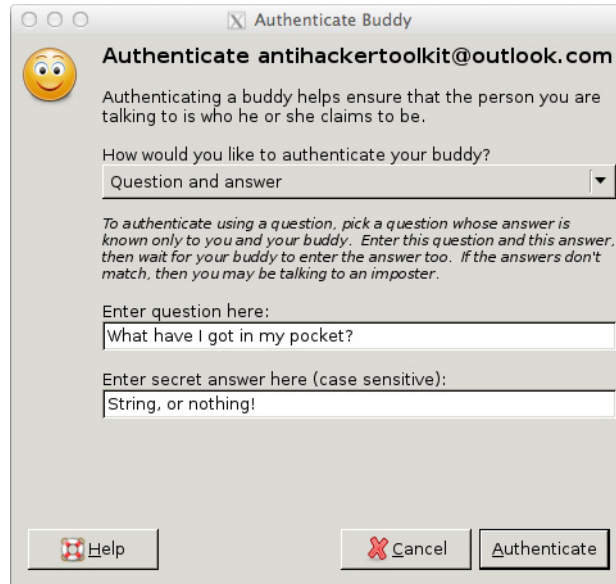 Authenticate Buddy
Authenticate antihackertoolkit@outlook.com
Authenticating a buddy helps ensure that the person you are
talking to is who he or she claims to be.
How would you like to authenticate your buddy?
Question and answer
To authenticate using a question, pick a question whose answer is
known only to you and your buddy.  Enter this question and this answer,
then wait for your buddy to enter the answer too.  If the answers don't
match, then you may be talking to an imposter.
Enter question here:
What have I got in my pocket?
Enter secret answer here (case sensitive):
String, or nothing!
Help
Cancel
Authenticate